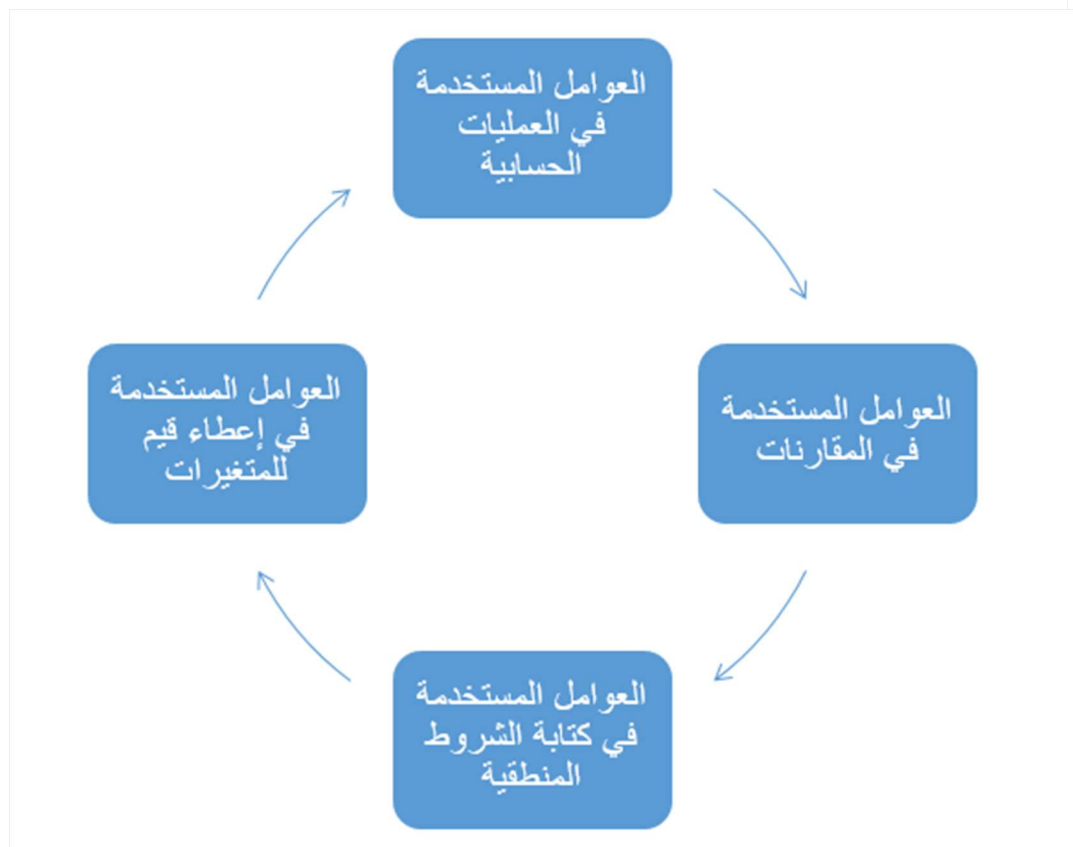 العوامل المستخدمة
في العمليات
الحسابية
العوامل المستخدمة
في المقارنات
العوامل المستخدمة
في كتابة الشروط
المنطقية
العوامل المستخدمة
في إعطاء قيم
للمتغيرات